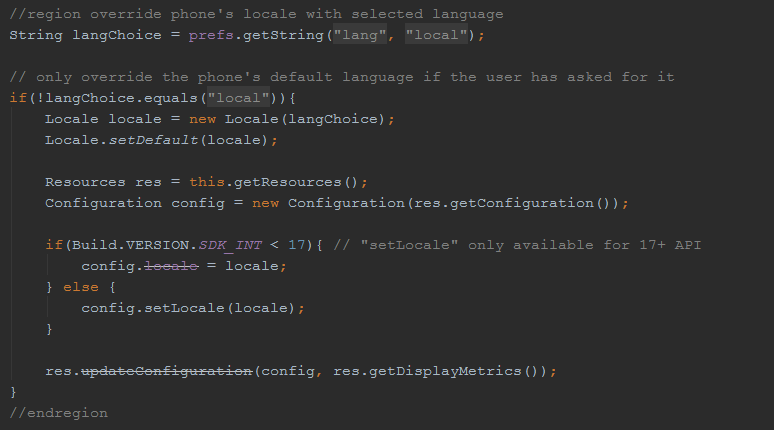 //region override phone's locale with selected language
String langChoice = prefs.getString("lang", "local");
// only override the phone's default language if the user has asked for it
if(!langChoice.equals("local")){
Locale locale = new Locale(langChoice);
Locale.setDefault(locale);
Resources res = this.getResources();
Configuration config = new Configuration(res.getConfiguration());
if(Build.VERSION.SDK_INT < 17){ // "setLocale" only available for 17+ API
config.locale = locale;
} else {
config.setLocale(locale);
}
res.updateConfiguration(config, res.getDisplayMetrics());
}
//endregion